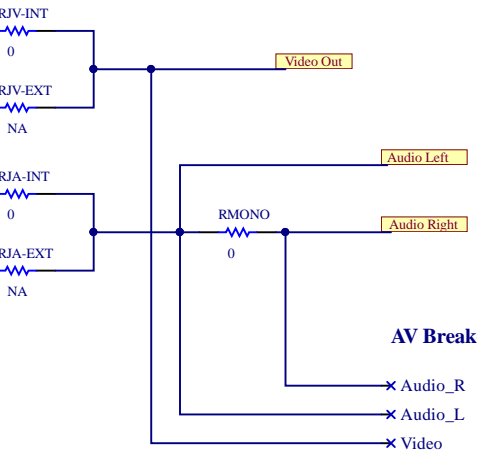 RJV-INT
0
Video Out
RJV-EXT
NA
Audio Left
RJA-INT
0
RMONO
0
Audio Right
RJA-EXT
NA
AV Break
Audio_R
Audio_L
Video